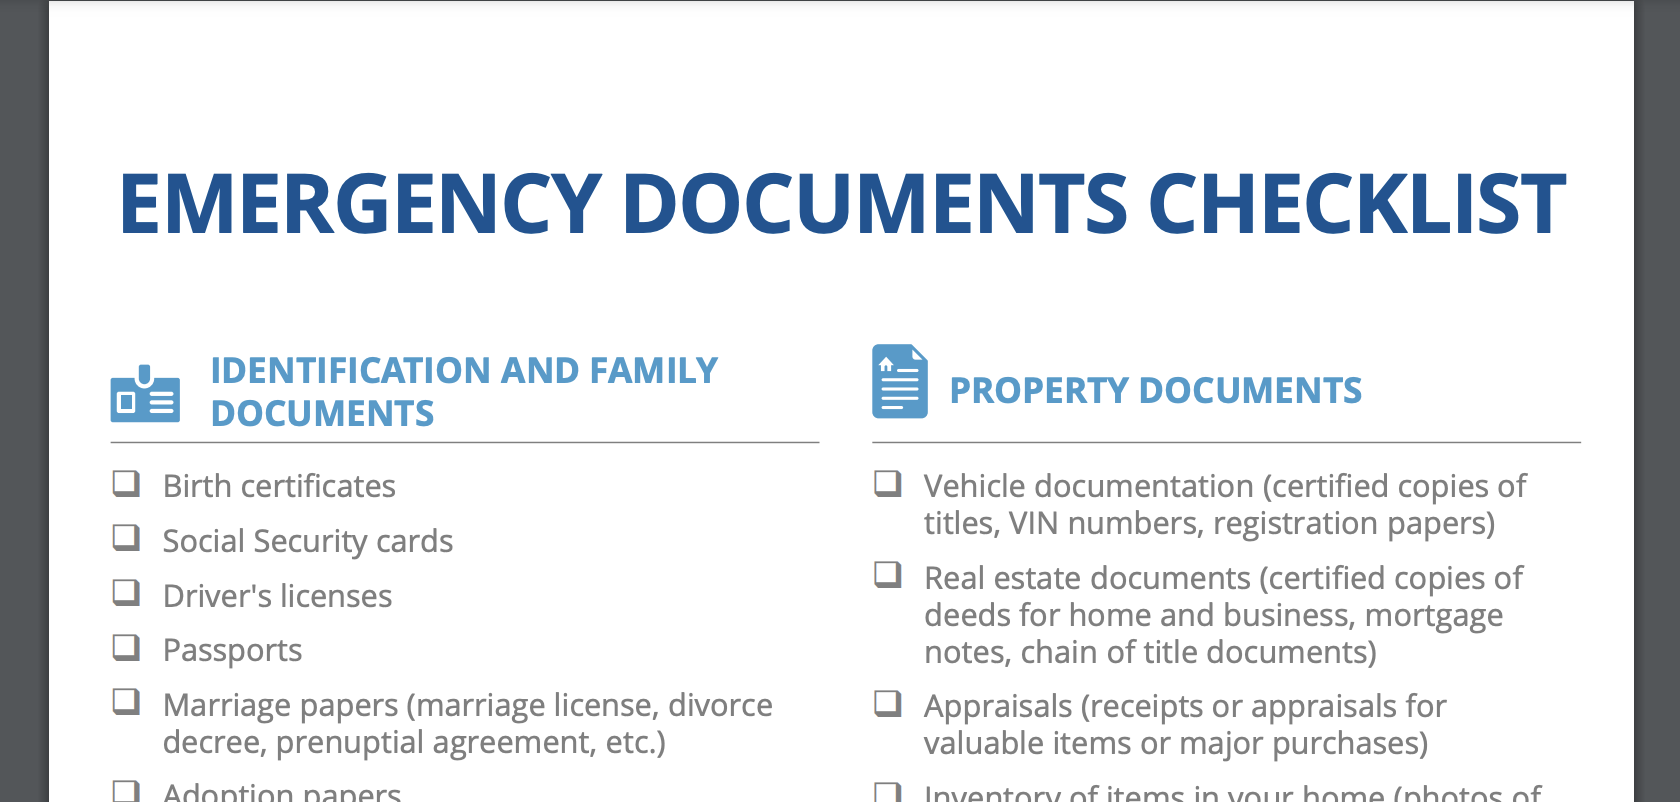 EMERGENCY DOCUMENTS CHECKLIST
IDENTIFICATION AND FAMILY
DOCUMENTS
Birth certificates
Social Security cards
Driver's licenses
Passports
Marriage papers (marriage license, divorce
decree, prenuptial agreement, etc.)
Adoption papers
PROPERTY DOCUMENTS
Vehicle documentation (certified copies of
titles, VIN numbers, registration papers)
Real estate documents (certified copies of
deeds for home and business, mortgage
notes, chain of title documents)
Appraisals (receipts or appraisals for
valuable items or major purchases)
Inventory of items in your home (photos of